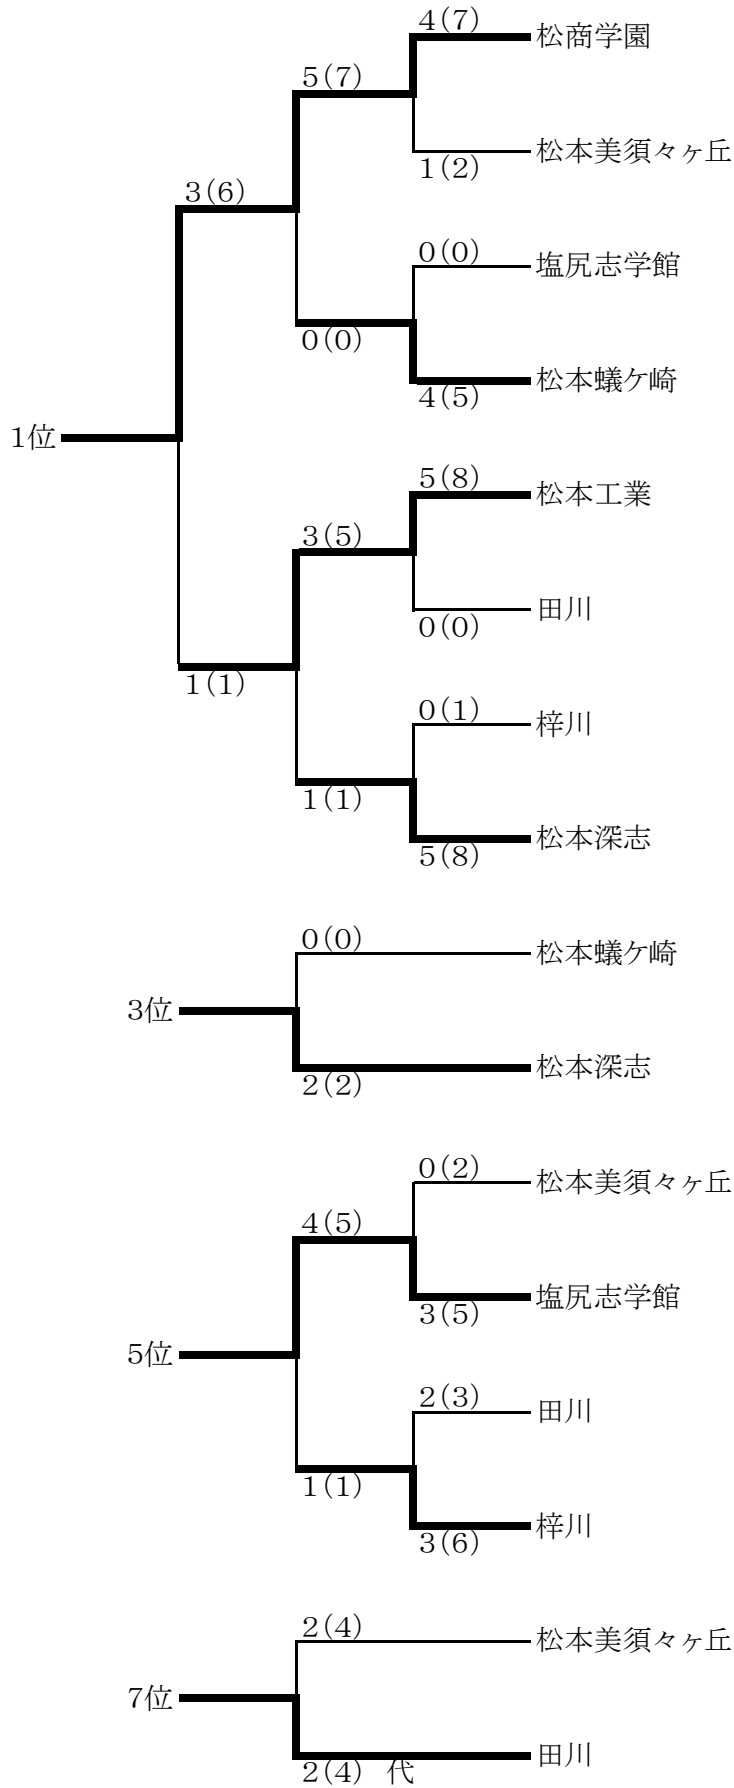 4(7)
松商学園
5(7)
松本美須々ヶ丘
1(2)
3(6)
0(0)
塩尻志学館
0(0)
松本蟻ケ崎
4(5)
1位
5(8)
松本工業
3(5)
田川
0(0)
1(1)
0(1)
梓川
1(1)
松本深志
5(8)
0(0)
松本蟻ケ崎
3位
松本深志
2(2)
0(2)
松本美須々ヶ丘
4(5)
塩尻志学館
3(5)
5位
2(3)
田川
1(1)
梓川
3(6)
2(4)
松本美須々ヶ丘
7位
田川
2(4) 代